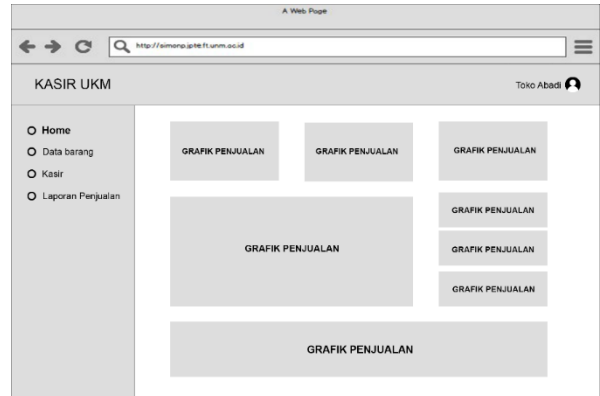 A Web Page
http://simonp.jpte.ft.unm.ac.id
KASIR UKM
Toko Abadi
Home
Data barang
Kasir
Laporan Penjualan
GRAFIK PENJUALAN
GRAFIK PENJUALAN
GRAFIK PENJUALAN
GRAFIK PENJUALAN
GRAFIK PENJUALAN
GRAFIK PENJUALAN
GRAFIK PENJUALAN
GRAFIK PENJUALAN